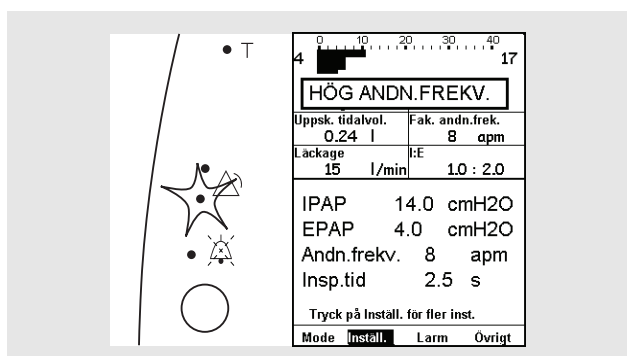 T
0 10 20 30 40
4 17
HÖG ANDN.FREKV.
Uppsk. tidalvol. Fak. andn.frek.
0.24 l 8 apm
Läckage I:E
15 l/min 1.0 : 2.0
IPAP 14.0 cmH2O
EPAP 4.0 cmH2O
Andn.frekv. 8 apm
Insp.tid 2.5 s
Tryck på Inställ. för fler inst.
Mode Inställ. Larm Övrigt